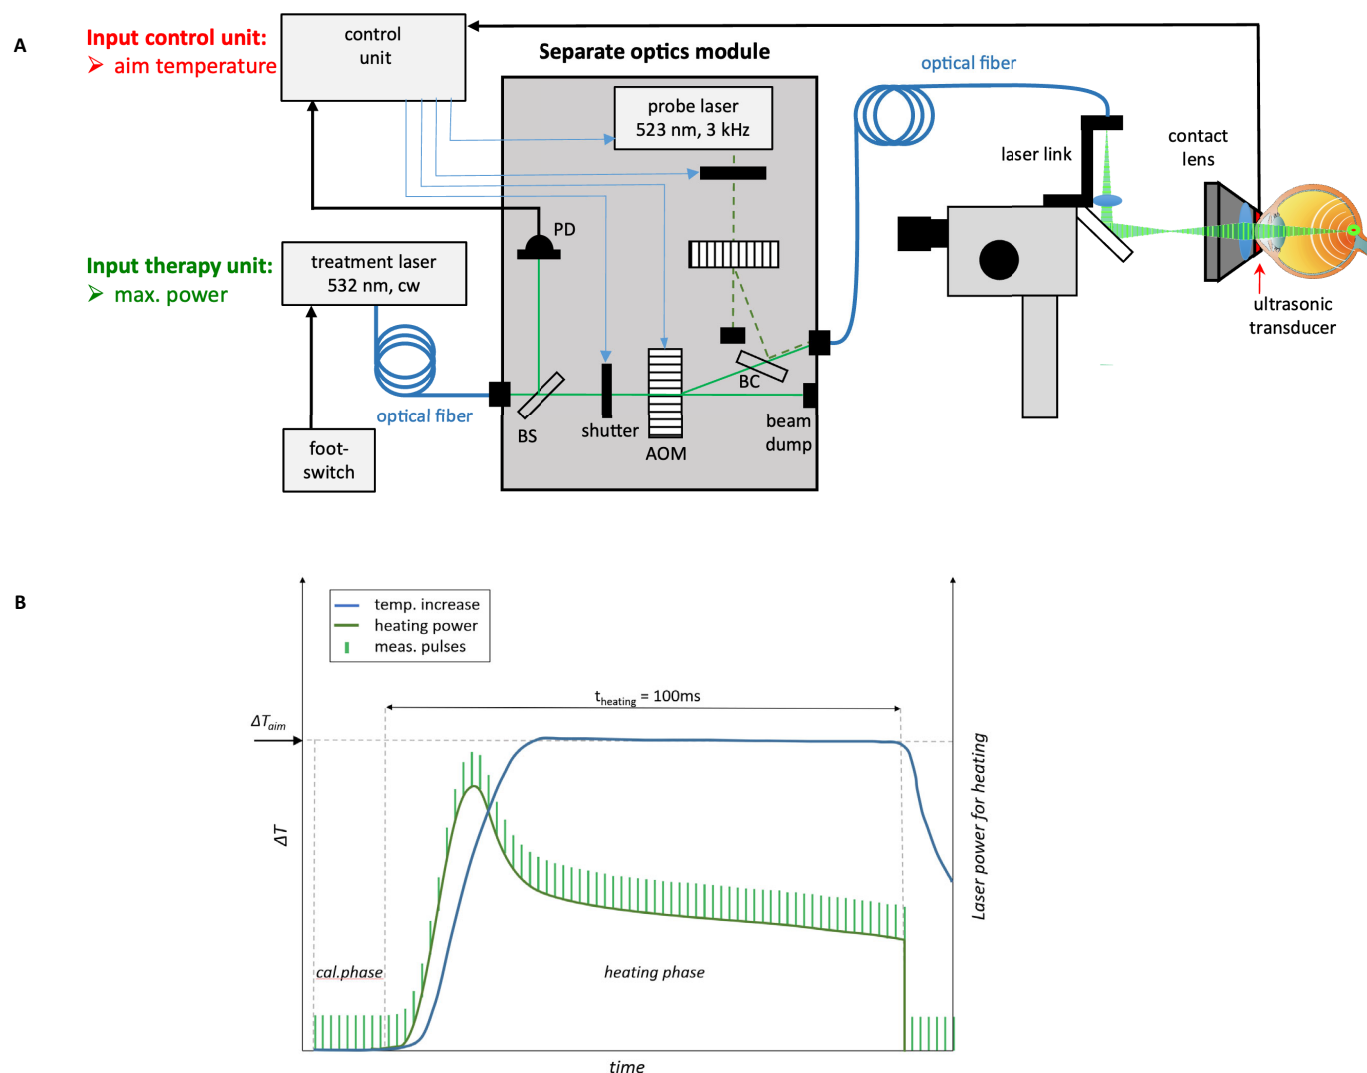 A
Input control unit:
➢ aim temperature
control
unit
Separate optics module
probe laser
523 nm, 3 kHz
optical fiber
laser link
contact
lens
ultrasonic
transducer
PD
Input therapy unit:
➢ max. power
treatment laser
532 nm, cw
optical fiber
foot-
switch
BS
shutter
AOM
BC
beam
dump
B
temp. increase
heating power
meas. pulses
theating = 100ms
ΔTaim
ΔT
Laser power for heating
cal.phase
heating phase
time